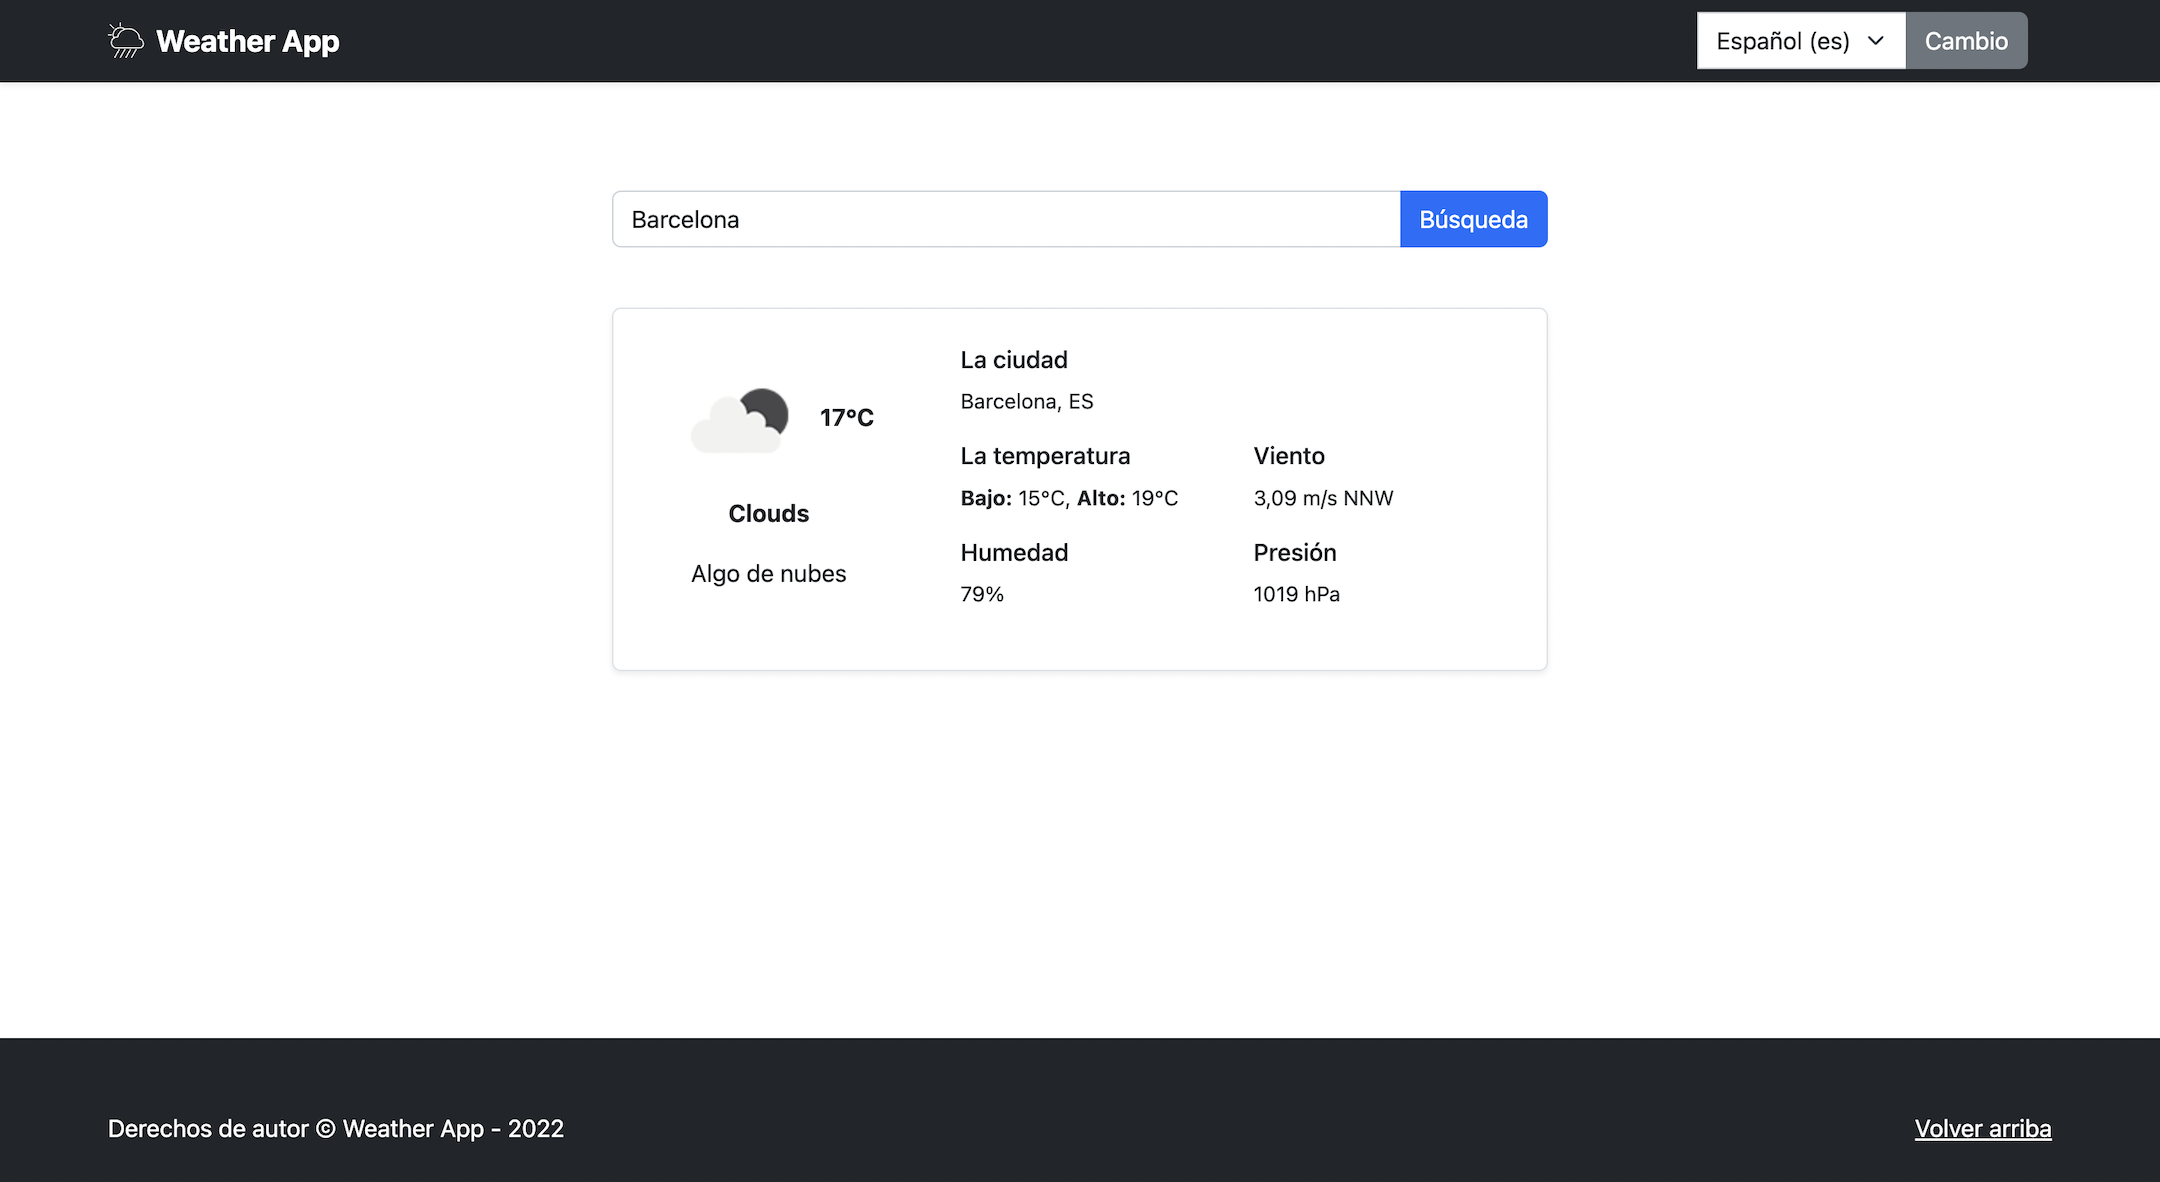 Weather App
Español (es)
Cambio
Barcelona
Búsqueda
17°C
Clouds
Algo de nubes
La ciudad
Barcelona, ES
La temperatura
Bajo: 15°C, Alto: 19°C
Viento
3,09 m/s NNW
Humedad
79%
Presión
1019 hPa
Derechos de autor © Weather App - 2022
Volver arriba